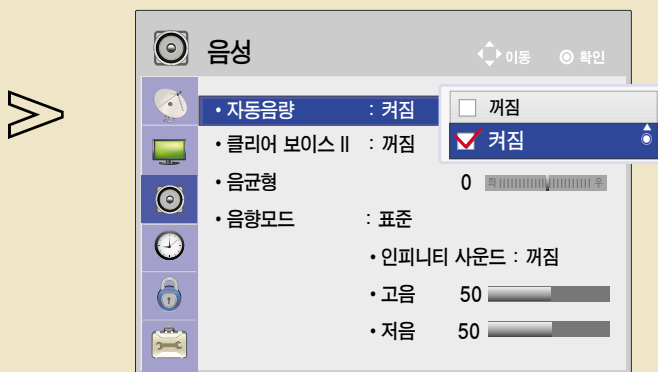 음성 이동 확인
• 자동음량 : 켜짐
꺼짐
켜짐
• 클리어 보이스 II : 꺼짐
• 음균형 0 좌 우
• 음향모드 : 표준
• 인피니티 사운드 : 꺼짐
• 고음 50
• 저음 50